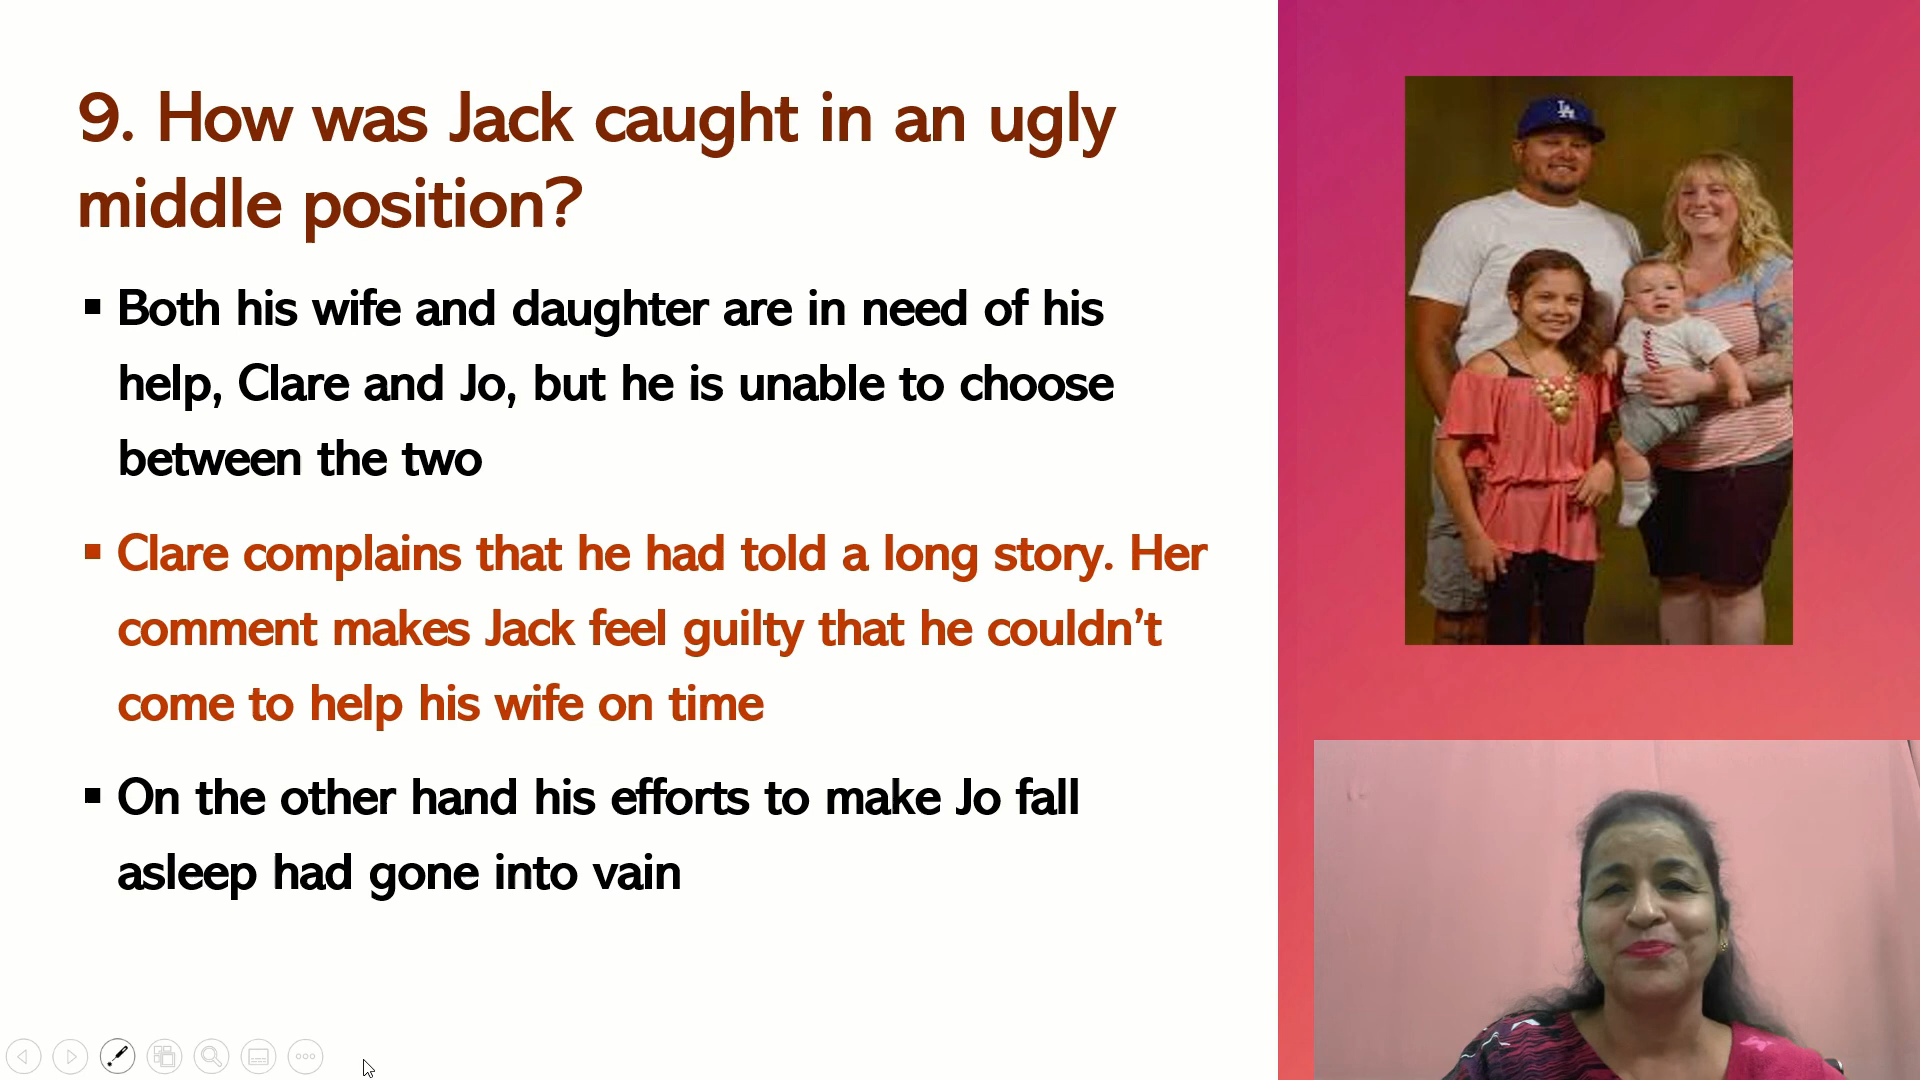 9. How was Jack caught in an ugly
middle position?
▪ Both his wife and daughter are in need of his
help, Clare and Jo, but he is unable to choose
between the two
▪ Clare complains that he had told a long story. Her
comment makes Jack feel guilty that he couldn’t
come to help his wife on time
▪ On the other hand his efforts to make Jo fall
asleep had gone into vain
LA